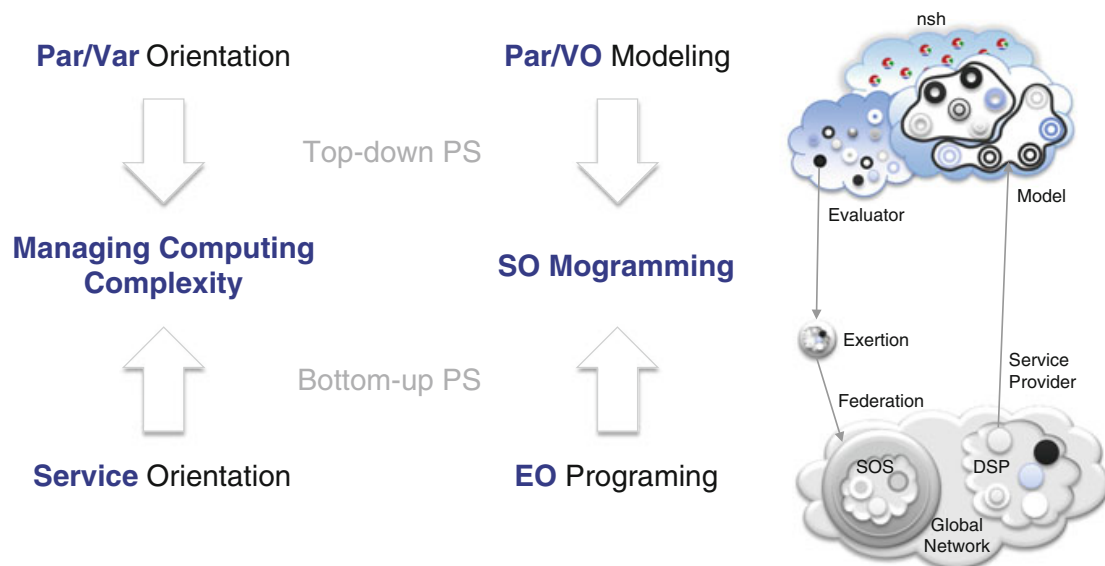 Par/Var Orientation
Top-down PS
Managing Computing
Complexity
Bottom-up PS
Service Orientation
Par/VO Modeling
SO Mogramming
EO Programing
nsh
Evaluator
Model
Exertion
Service
Provider
Federation
SOS
DSP
Global
Network